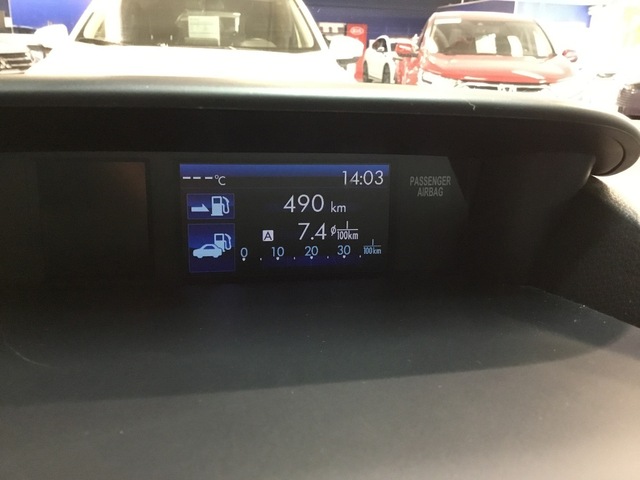 ---°C 14:03
490 km
A 7.4 ø l/100km
0 10 20 30 l/100km
PASSENGER
AIRBAG